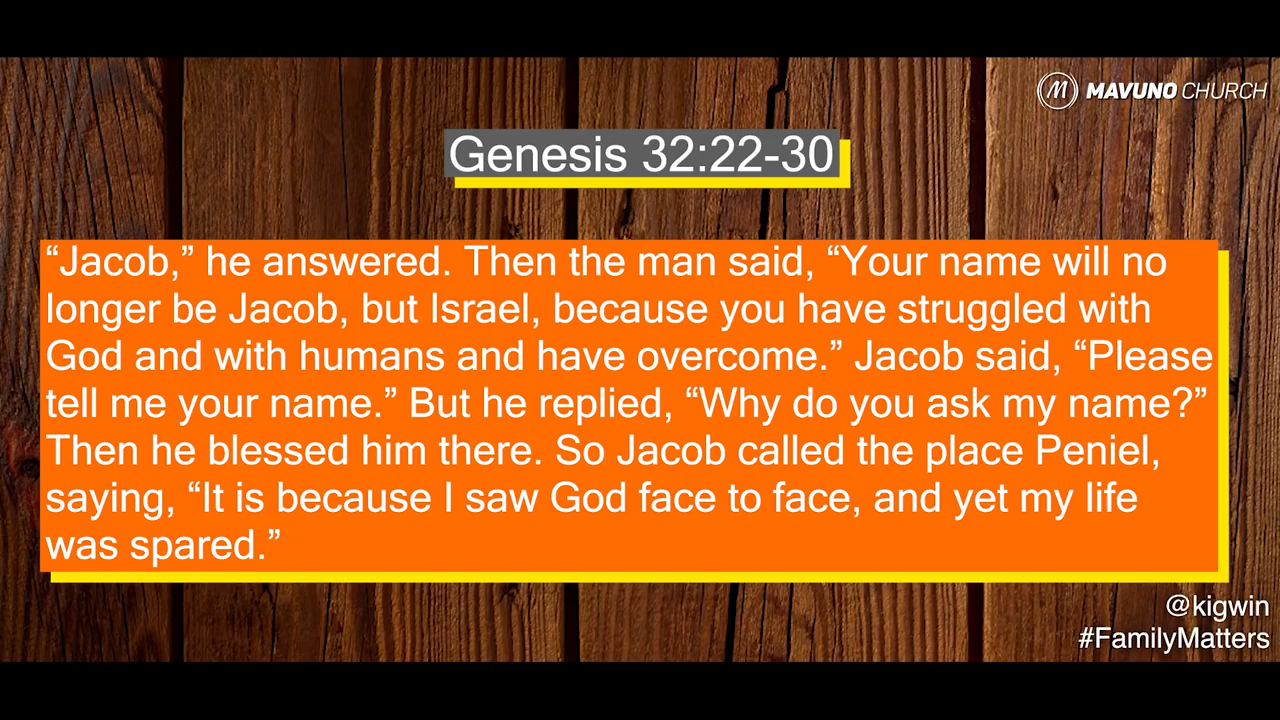 MAVUNO CHURCH
Genesis 32:22-30
“Jacob,” he answered. Then the man said, “Your name will no
longer be Jacob, but Israel, because you have struggled with
God and with humans and have overcome.” Jacob said, “Please
tell me your name.” But he replied, “Why do you ask my name?”
Then he blessed him there. So Jacob called the place Peniel,
saying, “It is because I saw God face to face, and yet my life
was spared.”
@kigwin
#FamilyMatters